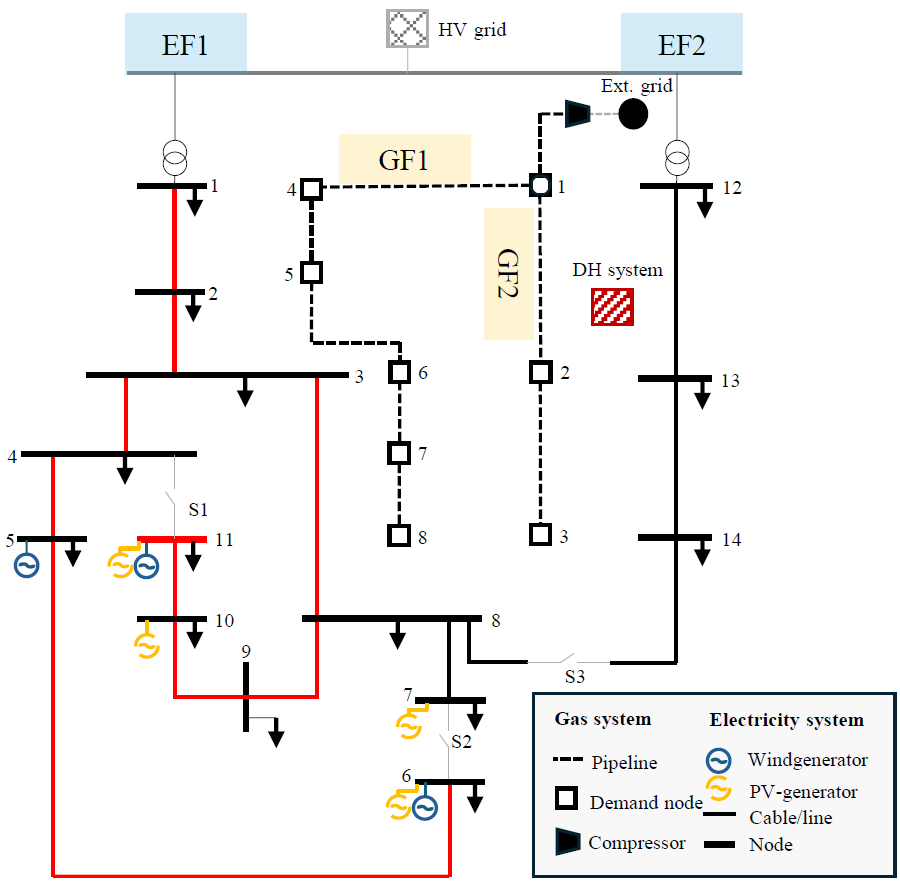 EF1
HV grid
EF2
Ext. grid
GF1
1
4
1
12
5
GF2
DH system
2
3
6
2
13
4
7
S1
5
11
8
3
14
10
8
9
S3
7
S2
6
Gas system
Electricity system
Pipeline
Windgenerator
Demand node
PV-generator
Cable/line
Compressor
Node